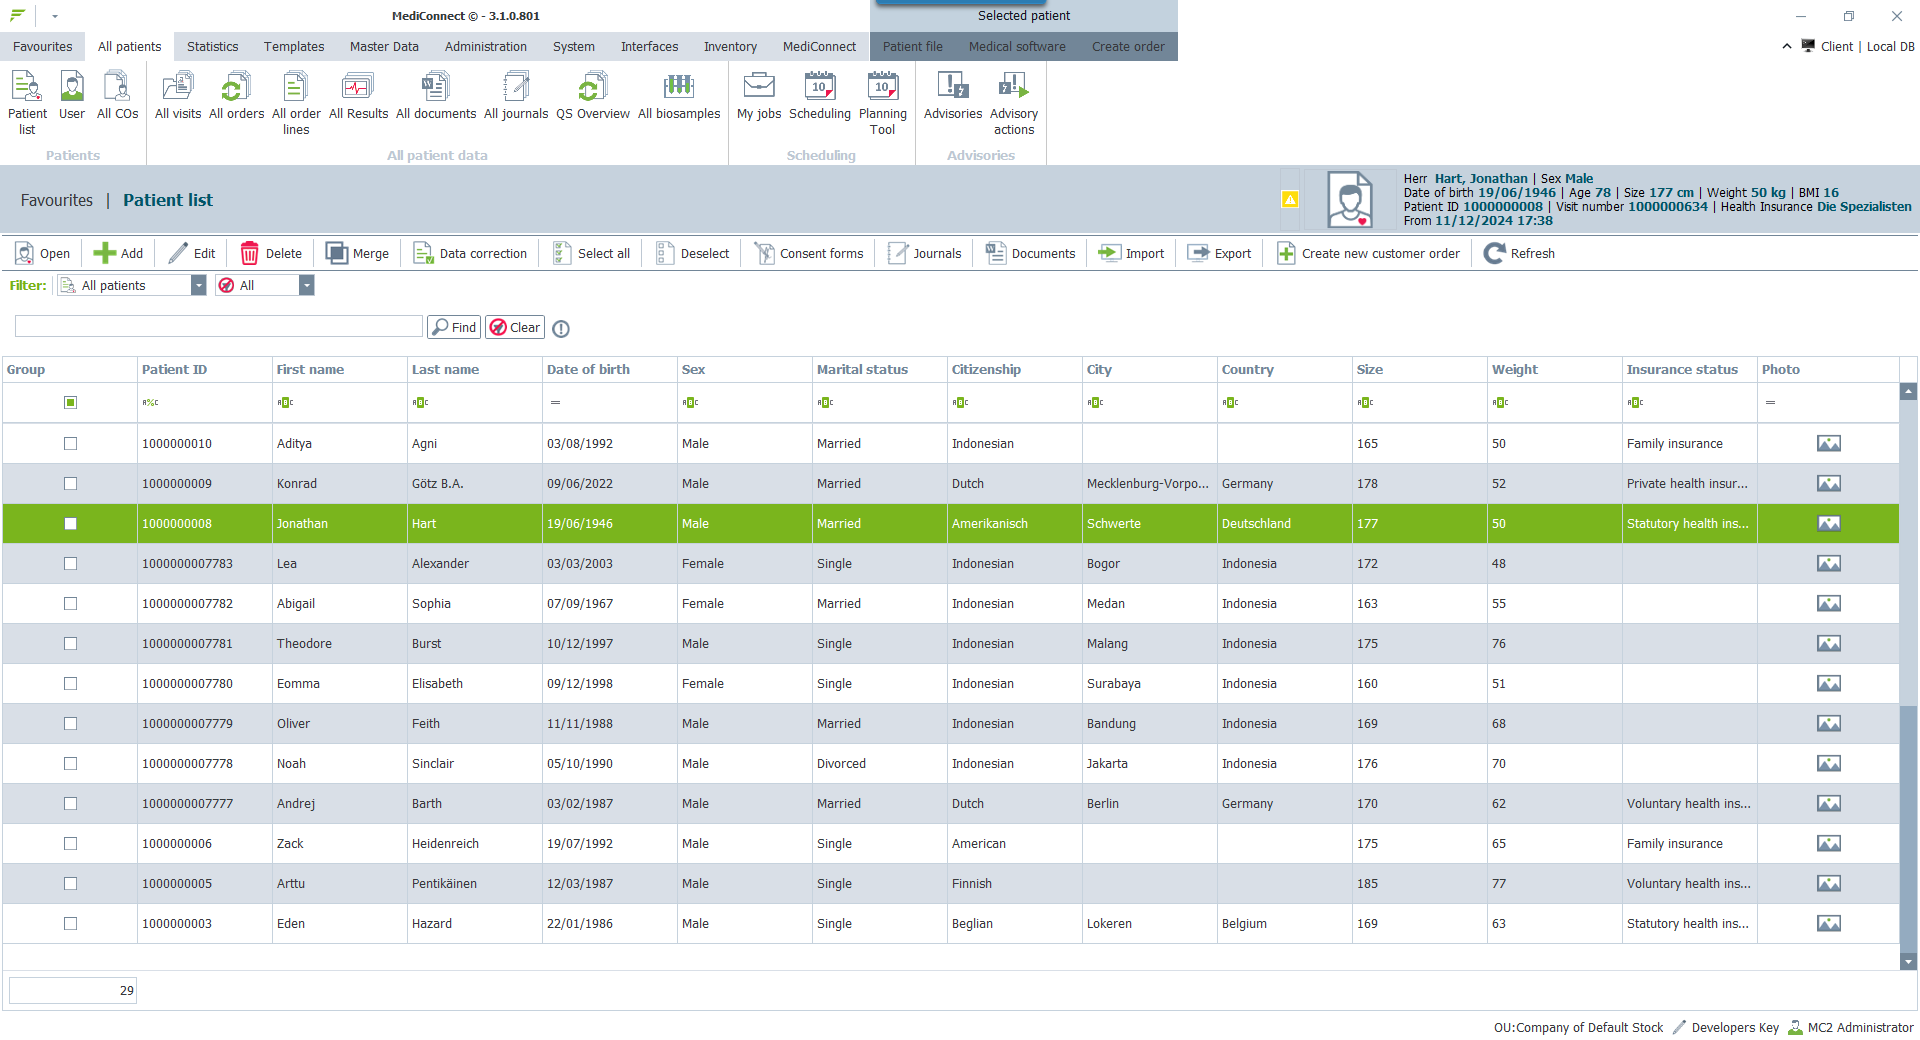 MediConnect © - 3.1.0.801
Selected patient
Favourites All patients Statistics Templates Master Data Administration System Interfaces Inventory MediConnect Patient file Medical software Create order
Client | Local DB
Patient list User All COs All visits All orders All order lines All Results All documents All journals QS Overview All biosamples My jobs Scheduling Planning Tool Advisories Advisory actions
Patients All patient data Scheduling Advisories
Favourites | Patient list
Herr Hart, Jonathan | Sex Male
Date of birth 19/06/1946 | Age 78 | Size 177 cm | Weight 50 kg | BMI 16
Patient ID 1000000008 | Visit number 1000000634 | Health Insurance Die Spezialisten
From 11/12/2024 17:38
Open Add Edit Delete Merge Data correction Select all Deselect Consent forms Journals Documents Import Export Create new customer order Refresh
Filter: All patients All
Find Clear
Group Patient ID First name Last name Date of birth Sex Marital status Citizenship City Country Size Weight Insurance status Photo
1000000010 Aditya Agni 03/08/1992 Male Married Indonesian 165 50 Family insurance
1000000009 Konrad Götz B.A. 09/06/2022 Male Married Dutch Mecklenburg-Vorpo... Germany 178 52 Private health insur...
1000000008 Jonathan Hart 19/06/1946 Male Married Amerikanisch Schwerte Deutschland 177 50 Statutory health ins...
1000000007783 Lea Alexander 03/03/2003 Female Single Indonesian Bogor Indonesia 172 48
1000000007782 Abigail Sophia 07/09/1967 Female Married Indonesian Medan Indonesia 163 55
1000000007781 Theodore Burst 10/12/1997 Male Single Indonesian Malang Indonesia 175 76
1000000007780 Eomma Elisabeth 09/12/1998 Female Single Indonesian Surabaya Indonesia 160 51
1000000007779 Oliver Feith 11/11/1988 Male Married Indonesian Bandung Indonesia 169 68
1000000007778 Noah Sinclair 05/10/1990 Male Divorced Indonesian Jakarta Indonesia 176 70
1000000007777 Andrej Barth 03/02/1987 Male Married Dutch Berlin Germany 170 62 Voluntary health ins...
1000000006 Zack Heidenreich 19/07/1992 Male Single American 175 65 Family insurance
1000000005 Arttu Pentikäinen 12/03/1987 Male Single Finnish 185 77 Voluntary health ins...
1000000003 Eden Hazard 22/01/1986 Male Single Beglian Lokeren Belgium 169 63 Statutory health ins...
29
OU:Company of Default Stock Developers Key MC2 Administrator